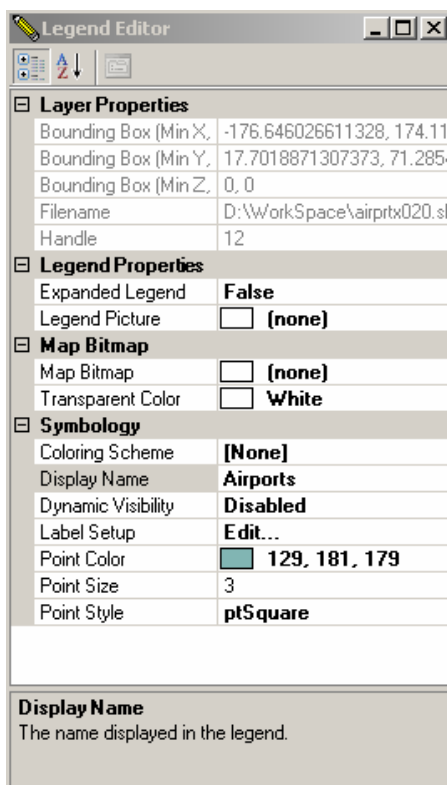 Legend Editor
Layer Properties
Bounding Box (Min X, -176.646026611328, 174.11
Bounding Box (Min Y, 17.7018871307373, 71.285
Bounding Box (Min Z, 0, 0
Filename D:\WorkSpace\airprtx020.s
Handle 12
Legend Properties
Expanded Legend False
Legend Picture (none)
Map Bitmap
Map Bitmap (none)
Transparent Color White
Symbology
Coloring Scheme [None]
Display Name Airports
Dynamic Visibility Disabled
Label Setup Edit...
Point Color 129, 181, 179
Point Size 3
Point Style ptSquare
Display Name
The name displayed in the legend.